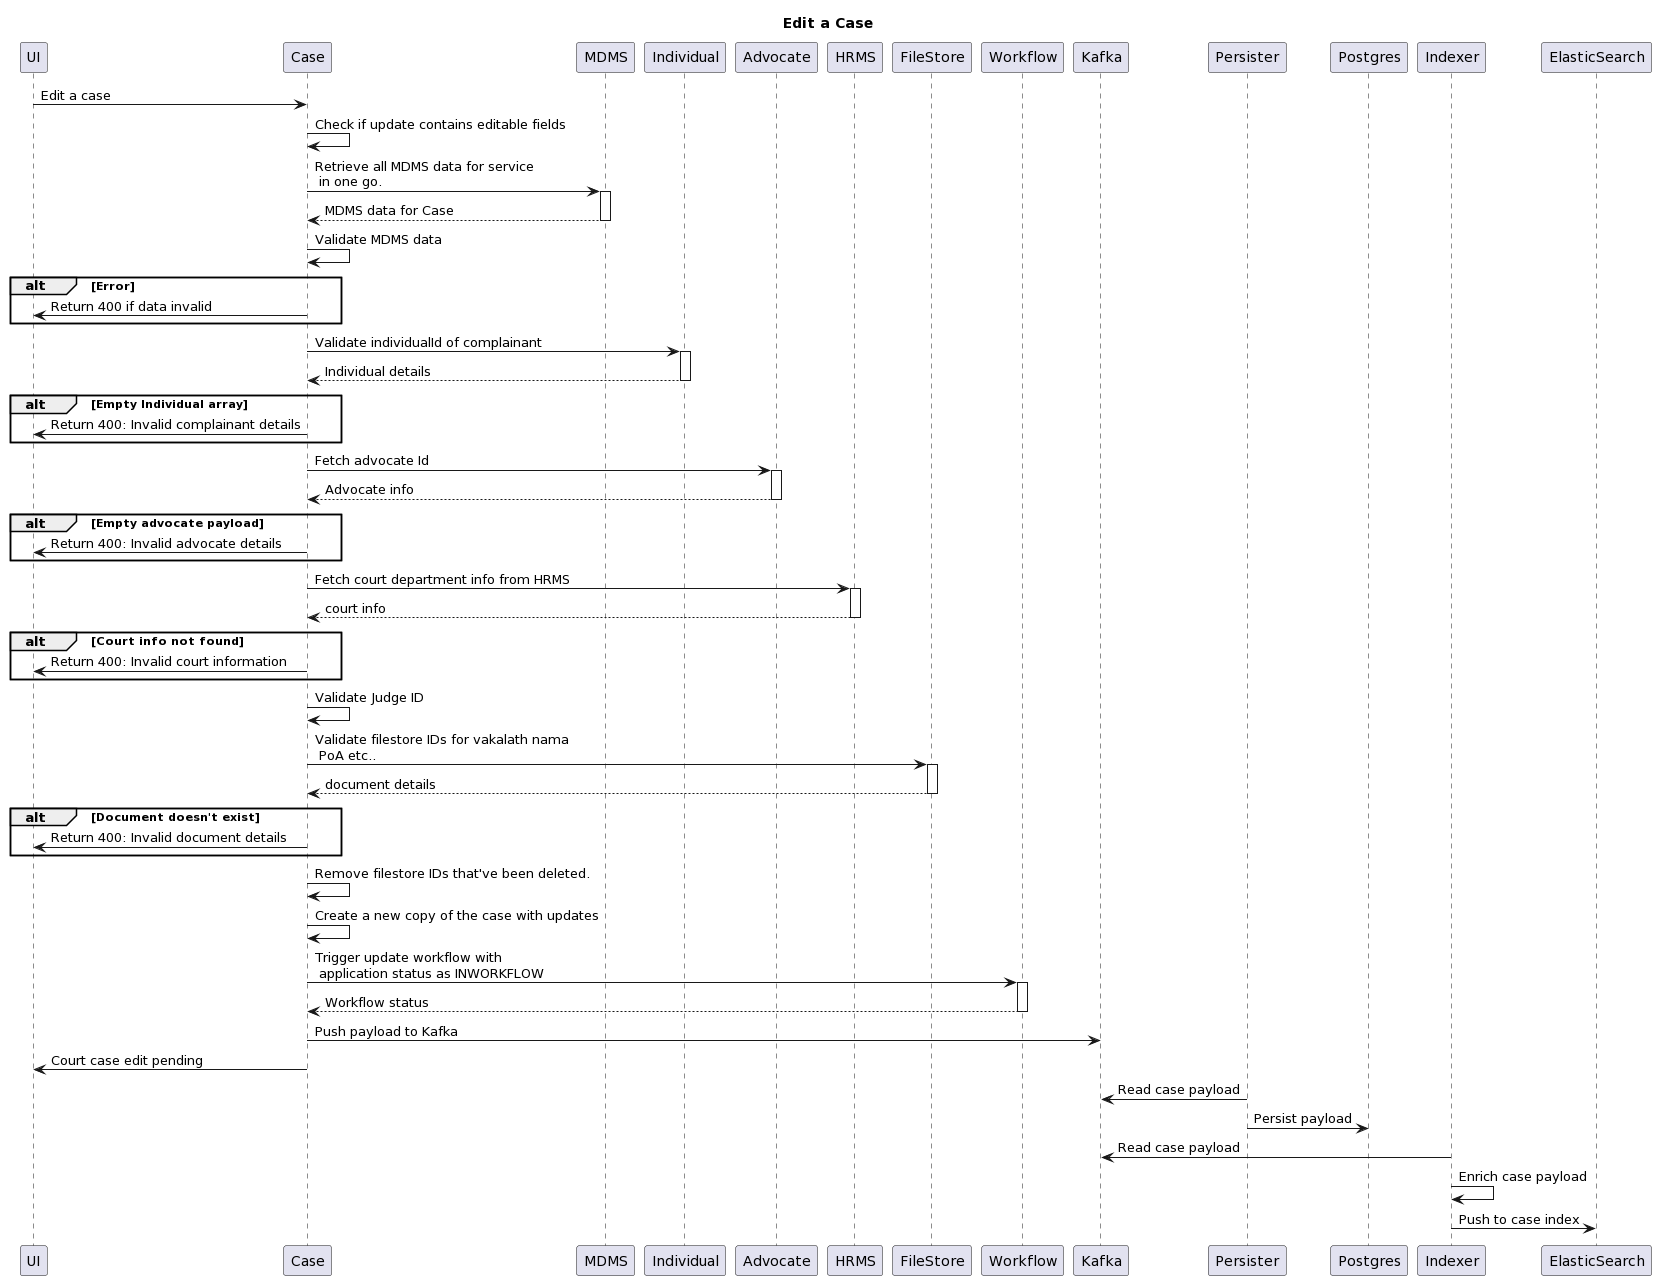 Edit a Case
UI Case MDMS Individual Advocate HRMS FileStore Workflow Kafka Persister Postgres Indexer ElasticSearch
Edit a case
Check if update contains editable fields
Retrieve all MDMS data for service
in one go.
MDMS data for Case
Validate MDMS data
alt [Error]
Return 400 if data invalid
Validate individualId of complainant
Individual details
alt [Empty Individual array]
Return 400: Invalid complainant details
Fetch advocate Id
Advocate info
alt [Empty advocate payload]
Return 400: Invalid advocate details
Fetch court department info from HRMS
court info
alt [Court info not found]
Return 400: Invalid court information
Validate Judge ID
Validate filestore IDs for vakalath nama
PoA etc..
document details
alt [Document doesn't exist]
Return 400: Invalid document details
Remove filestore IDs that've been deleted.
Create a new copy of the case with updates
Trigger update workflow with
application status as INWORKFLOW
Workflow status
Push payload to Kafka
Court case edit pending
Read case payload
Persist payload
Read case payload
Enrich case payload
Push to case index
UI Case MDMS Individual Advocate HRMS FileStore Workflow Kafka Persister Postgres Indexer ElasticSearch